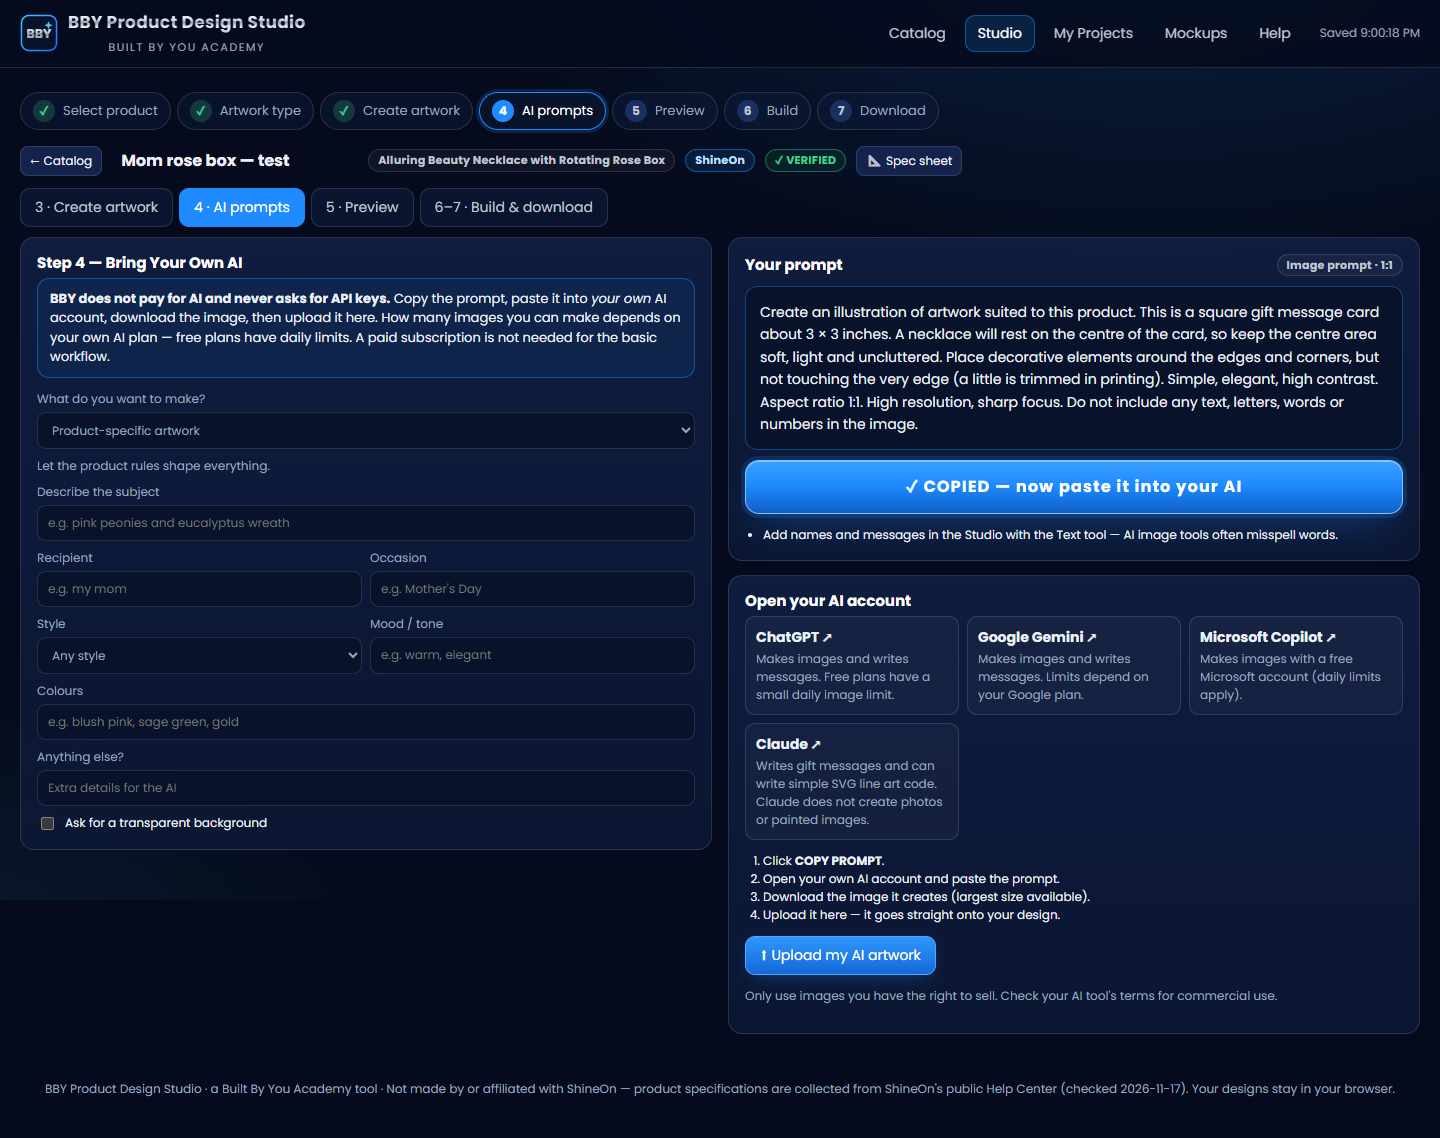 BBY
BBY Product Design Studio
BUILT BY YOU ACADEMY
Catalog
Studio
My Projects
Mockups
Help
Saved 9:00:18 PM
✓ Select product
✓ Artwork type
✓ Create artwork
4 AI prompts
5 Preview
6 Build
7 Download
← Catalog
Mom rose box — test
Alluring Beauty Necklace with Rotating Rose Box
ShineOn
✓ VERIFIED
📐 Spec sheet
3 · Create artwork
4 · AI prompts
5 · Preview
6–7 · Build & download
Step 4 — Bring Your Own AI
BBY does not pay for AI and never asks for API keys. Copy the prompt, paste it into your own AI
account, download the image, then upload it here. How many images you can make depends on
your own AI plan — free plans have daily limits. A paid subscription is not needed for the basic
workflow.
What do you want to make?
Product-specific artwork
Let the product rules shape everything.
Describe the subject
e.g. pink peonies and eucalyptus wreath
Recipient
Occasion
e.g. my mom
e.g. Mother's Day
Style
Mood / tone
Any style
e.g. warm, elegant
Colours
e.g. blush pink, sage green, gold
Anything else?
Extra details for the AI
Ask for a transparent background
Your prompt
Image prompt · 1:1
Create an illustration of artwork suited to this product. This is a square gift message card
about 3 × 3 inches. A necklace will rest on the centre of the card, so keep the centre area
soft, light and uncluttered. Place decorative elements around the edges and corners, but
not touching the very edge (a little is trimmed in printing). Simple, elegant, high contrast.
Aspect ratio 1:1. High resolution, sharp focus. Do not include any text, letters, words or
numbers in the image.
✓ COPIED — now paste it into your AI
• Add names and messages in the Studio with the Text tool — AI image tools often misspell words.
Open your AI account
ChatGPT ↗
Makes images and writes
messages. Free plans have a
small daily image limit.
Google Gemini ↗
Makes images and writes
messages. Limits depend on
your Google plan.
Microsoft Copilot ↗
Makes images with a free
Microsoft account (daily limits
apply).
Claude ↗
Writes gift messages and can
write simple SVG line art code.
Claude does not create photos
or painted images.
1. Click COPY PROMPT.
2. Open your own AI account and paste the prompt.
3. Download the image it creates (largest size available).
4. Upload it here — it goes straight onto your design.
⬆ Upload my AI artwork
Only use images you have the right to sell. Check your AI tool's terms for commercial use.
BBY Product Design Studio · a Built By You Academy tool · Not made by or affiliated with ShineOn — product specifications are collected from ShineOn's public Help Center (checked 2026-11-17). Your designs stay in your browser.